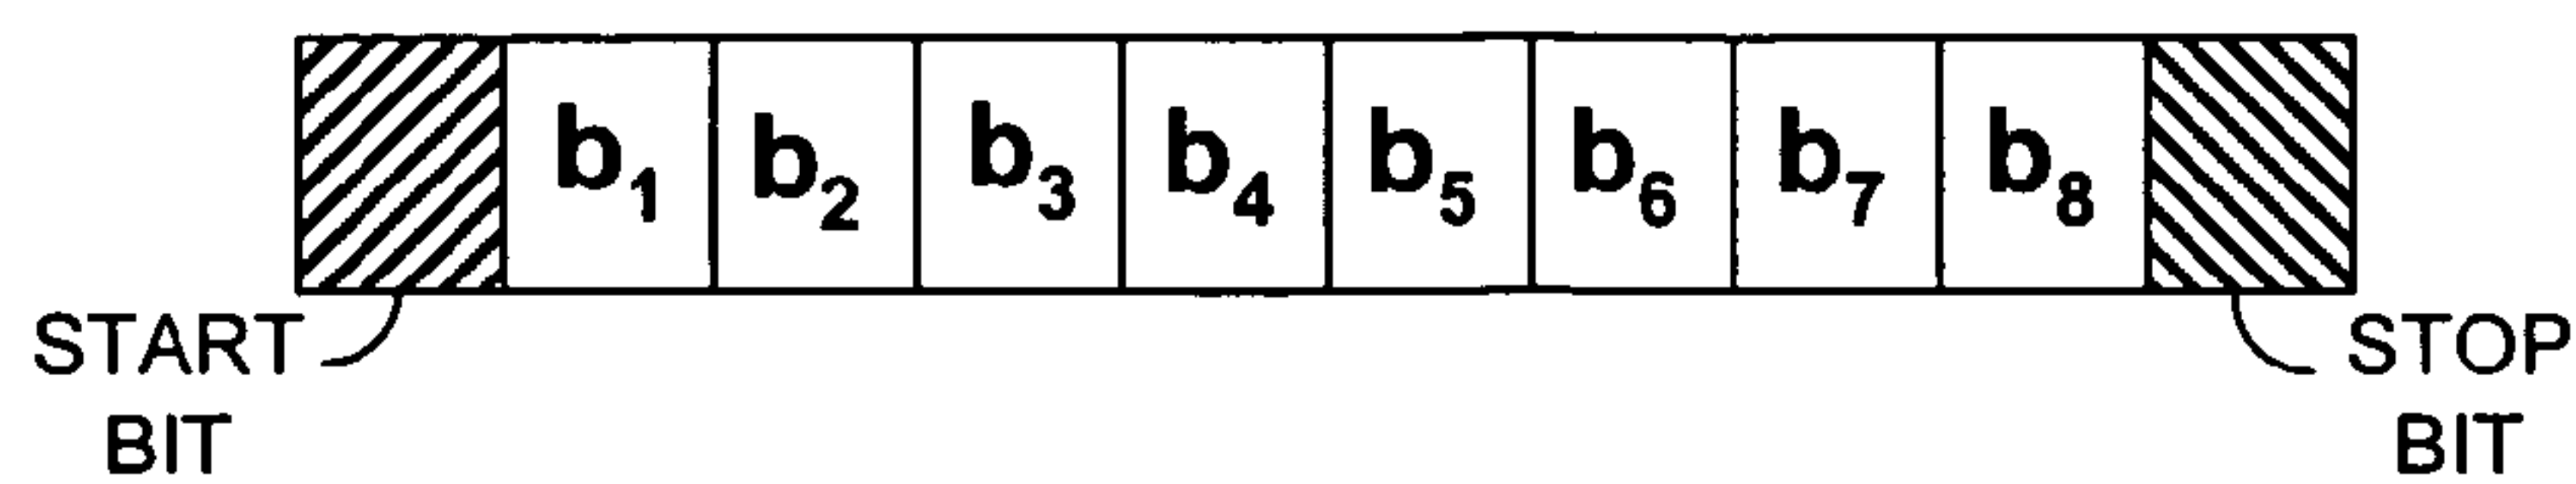 b₁ b₂ b₃ b₄ b₅ b₆ b₇ b₈
START BIT
STOP BIT